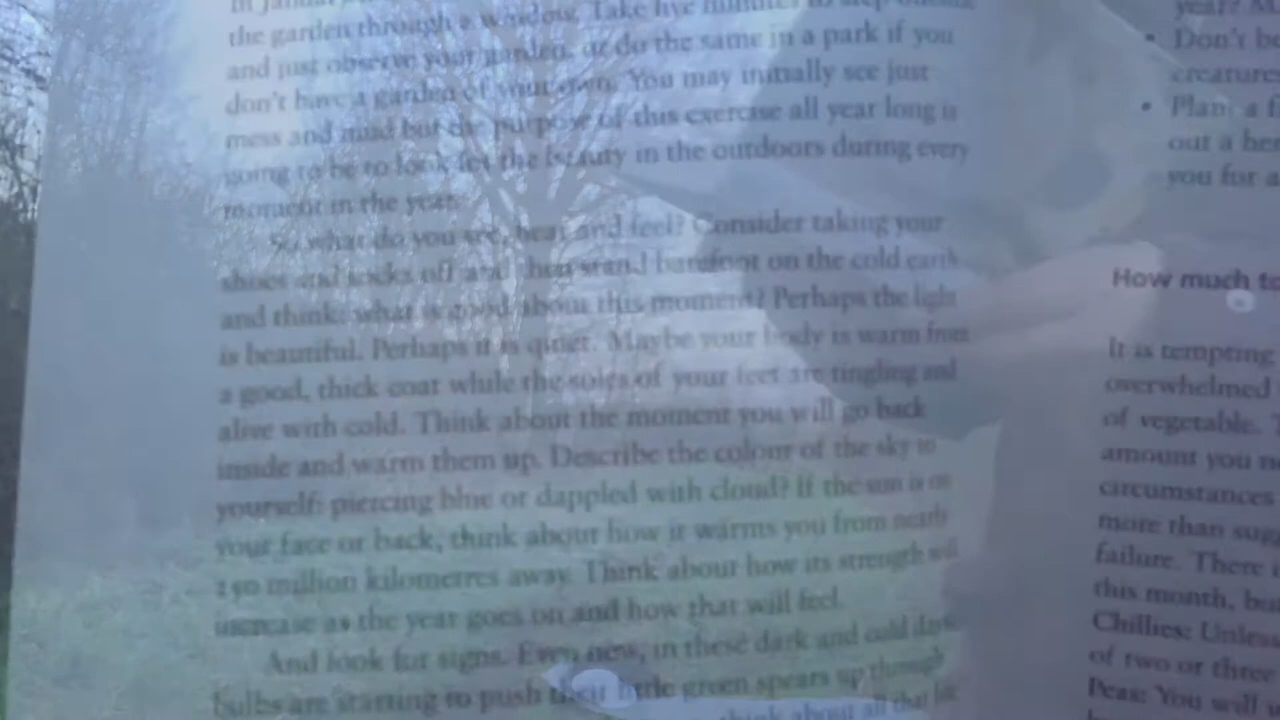 the garden through a window. Take five minutes to step outside
and just observe your garden, or do the same in a park if you
don't have a garden of your own. You may initially see just
mess and mud but the purpose of this exercise all year long is
going to be to look for the beauty in the outdoors during every
moment in the year.
So what do you see, hear and feel? Consider taking your
shoes and socks off and then stand barefoot on the cold earth
and think: what is good about this moment? Perhaps the light
is beautiful. Perhaps it is quiet. Maybe your body is warm from
a good, thick coat while the soles of your feet are tingling and
alive with cold. Think about the moment you will go back
inside and warm them up. Describe the colour of the sky to
yourself: piercing blue or dappled with cloud? If the sun is on
your face or back, think about how it warms you from nearly
150 million kilometres away. Think about how its strength will
increase as the year goes on and how that will feel.
And look for signs. Even now, in these dark and cold days
bulbs are starting to push their little green spears up through
think about all that
year?
Don't be
creatures
• Plan a f
out a
you for a
How much to
It is tempting
overwhelmed
of vegetable.
amount you
circumstances
more than
failure. There
this month,
Chillies: Unless
of two or three
Peas: You will